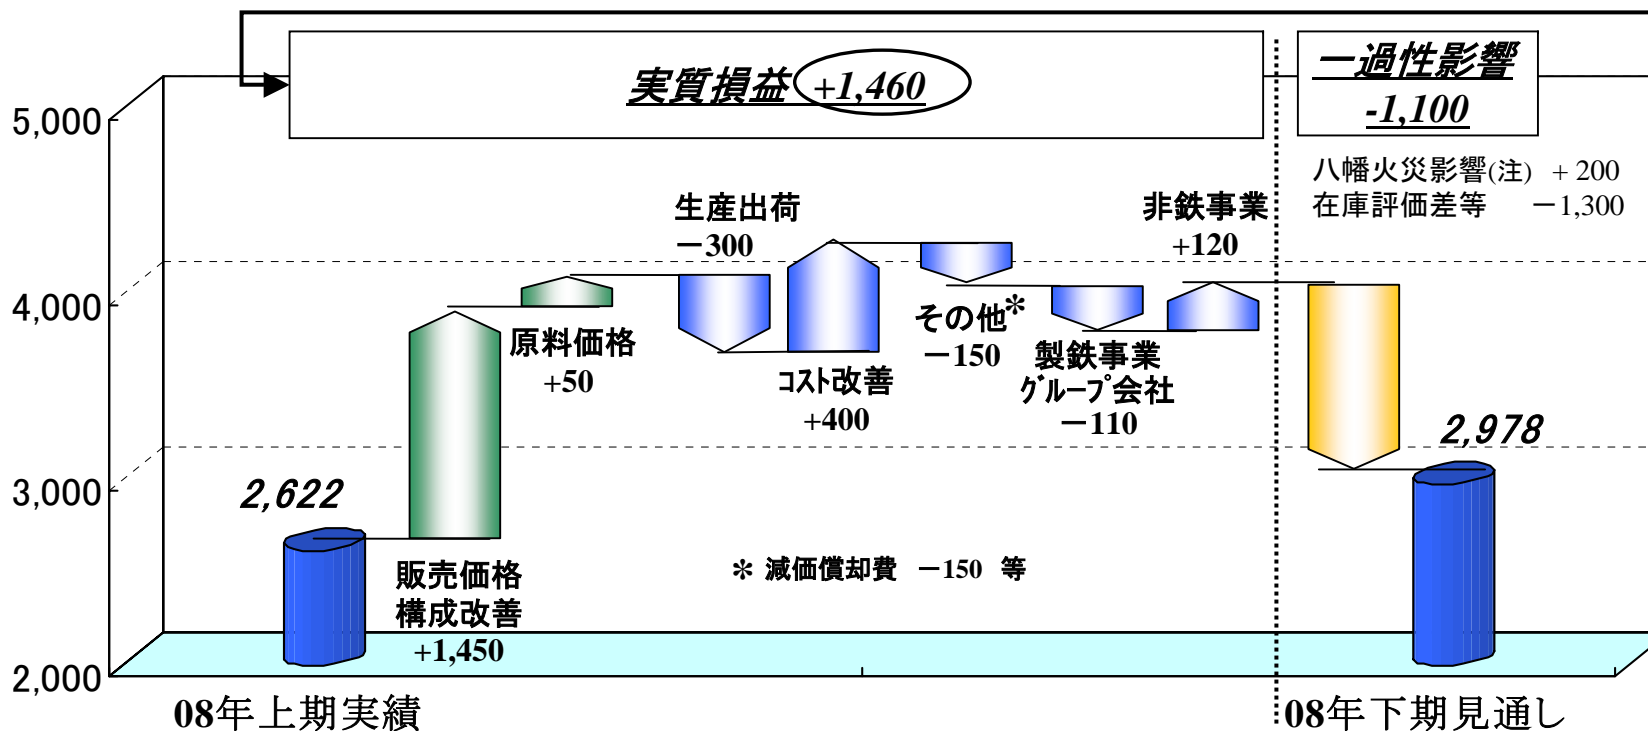 実質損益 +1,460
一過性影響
-1,100
八幡火災影響(注) + 200
在庫評価差等 －1,300
5,000
4,000
3,000
2,000
2,622
販売価格
構成改善
+1,450
原料価格
+50
生産出荷
－300
コスト改善
+400
その他*
－150
製鉄事業
グループ会社
－110
非鉄事業
+120
2,978
* 減価償却費 －150 等
08年上期実績
08年下期見通し